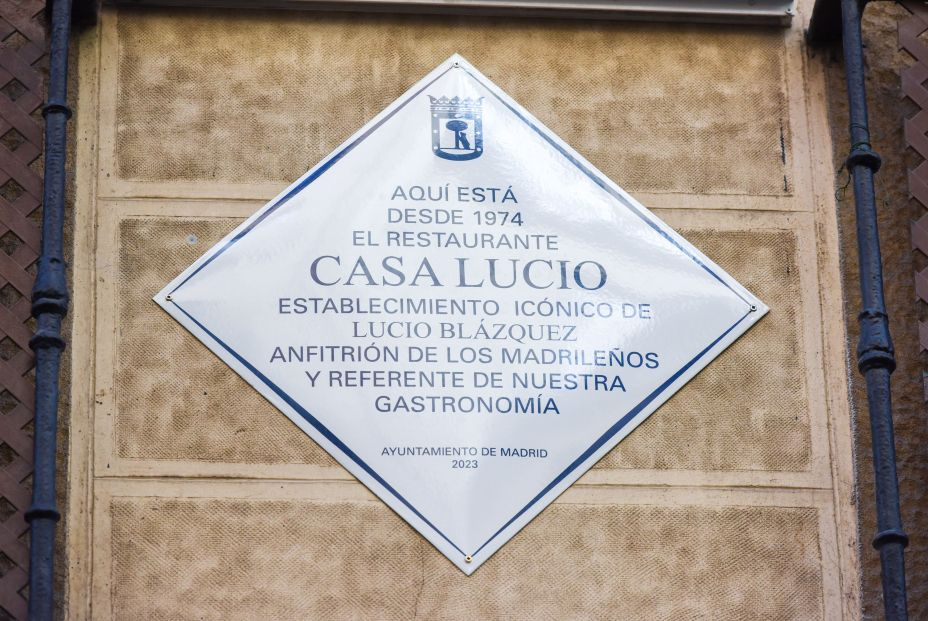 AQUÍ ESTÁ
DESDE 1974
EL RESTAURANTE
CASA LUCIO
ESTABLECIMIENTO ICÓNICO DE
LUCIO BLÁZQUEZ
ANFITRIÓN DE LOS MADRILEÑOS
Y REFERENTE DE NUESTRA
GASTRONOMÍA
AYUNTAMIENTO DE MADRID
2023